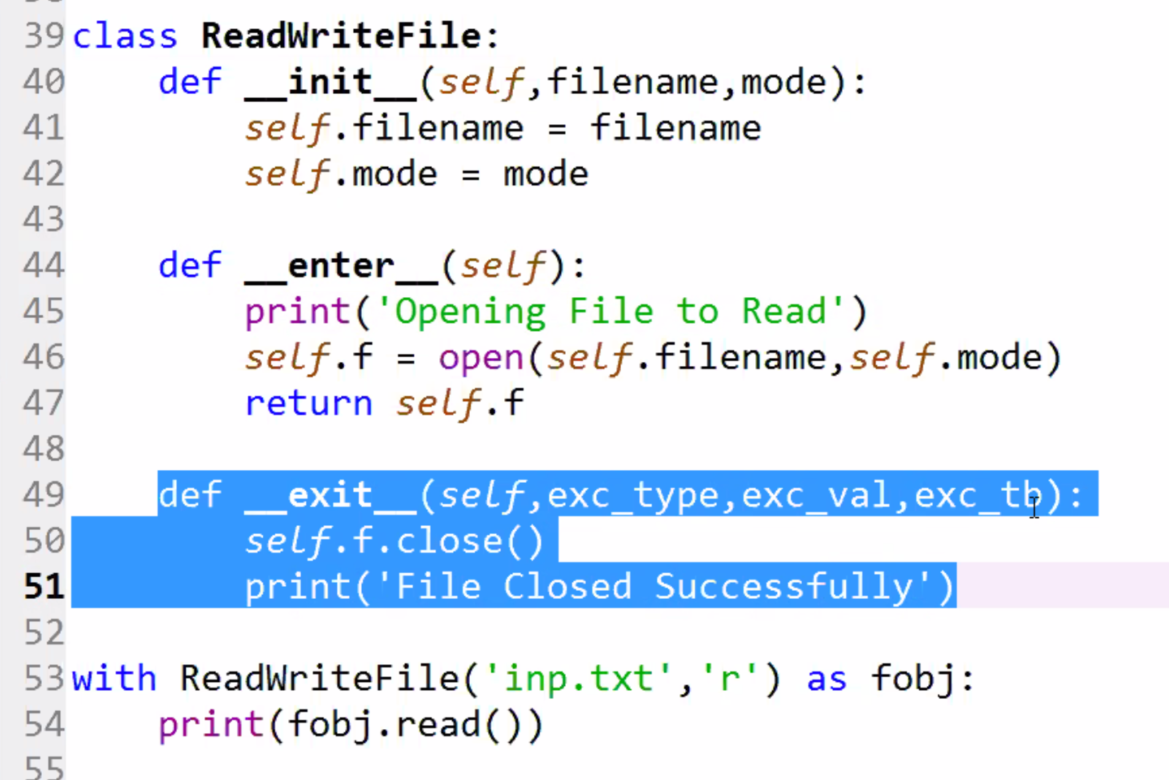 39 class ReadWriteFile:
40 def __init__(self,filename,mode):
41 self.filename = filename
42 self.mode = mode
43
44 def __enter__(self):
45 print('Opening File to Read')
46 self.f = open(self.filename,self.mode)
47 return self.f
48
49 def __exit__(self,exc_type,exc_val,exc_tb):
50 self.f.close()
51 print('File Closed Successfully')
52
53 with ReadWriteFile('inp.txt','r') as fobj:
54 print(fobj.read())
55